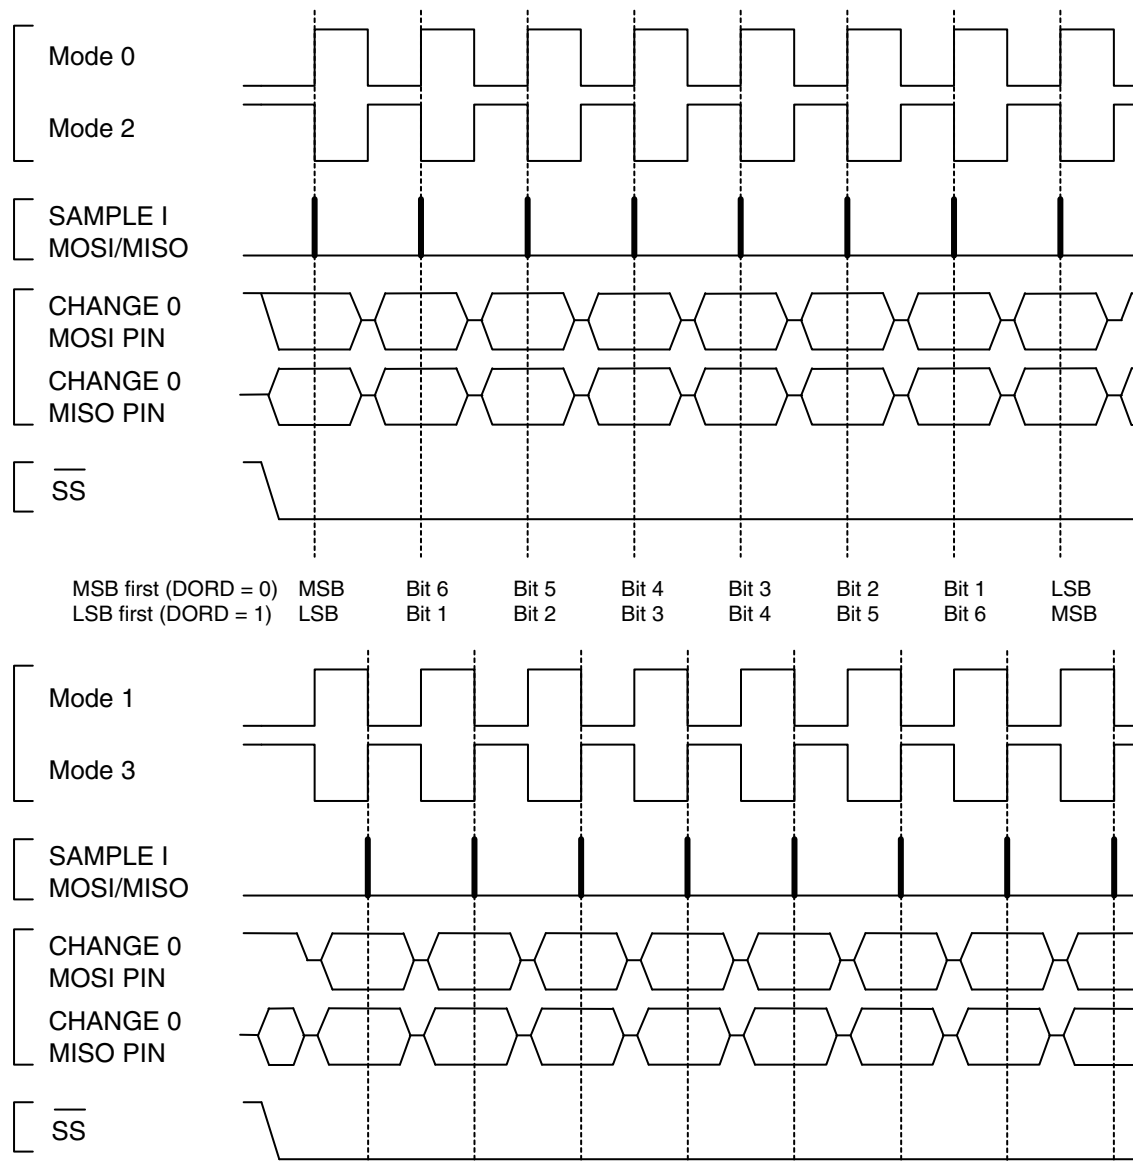 Mode 0
Mode 2
SAMPLE I
MOSI/MISO
CHANGE 0
MOSI PIN
CHANGE 0
MISO PIN
SS
MSB first (DORD = 0) MSB Bit 6 Bit 5 Bit 4 Bit 3 Bit 2 Bit 1 LSB
LSB first (DORD = 1) LSB Bit 1 Bit 2 Bit 3 Bit 4 Bit 5 Bit 6 MSB
Mode 1
Mode 3
SAMPLE I
MOSI/MISO
CHANGE 0
MOSI PIN
CHANGE 0
MISO PIN
SS